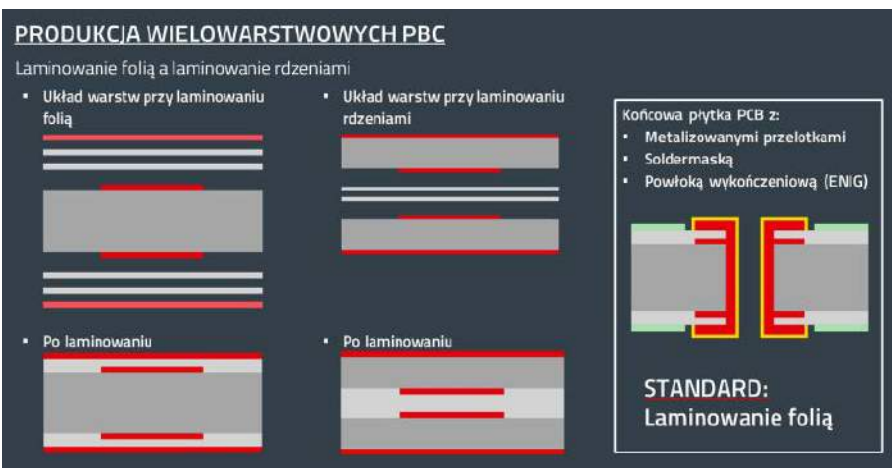 PRODUKCJA WIELOWARSTWOWYCH PBC
Laminowanie folią a laminowanie rdzeniami
▪ Układ warstw przy laminowaniu
folią
▪ Układ warstw przy laminowaniu
rdzeniami
▪ Po laminowaniu
▪ Po laminowaniu
Końcowa płytka PCB z:
▪ Metalizowanymi przelotkami
▪ Soldermaską
▪ Powłoką wykończeniową (ENIG)
STANDARD:
Laminowanie folią